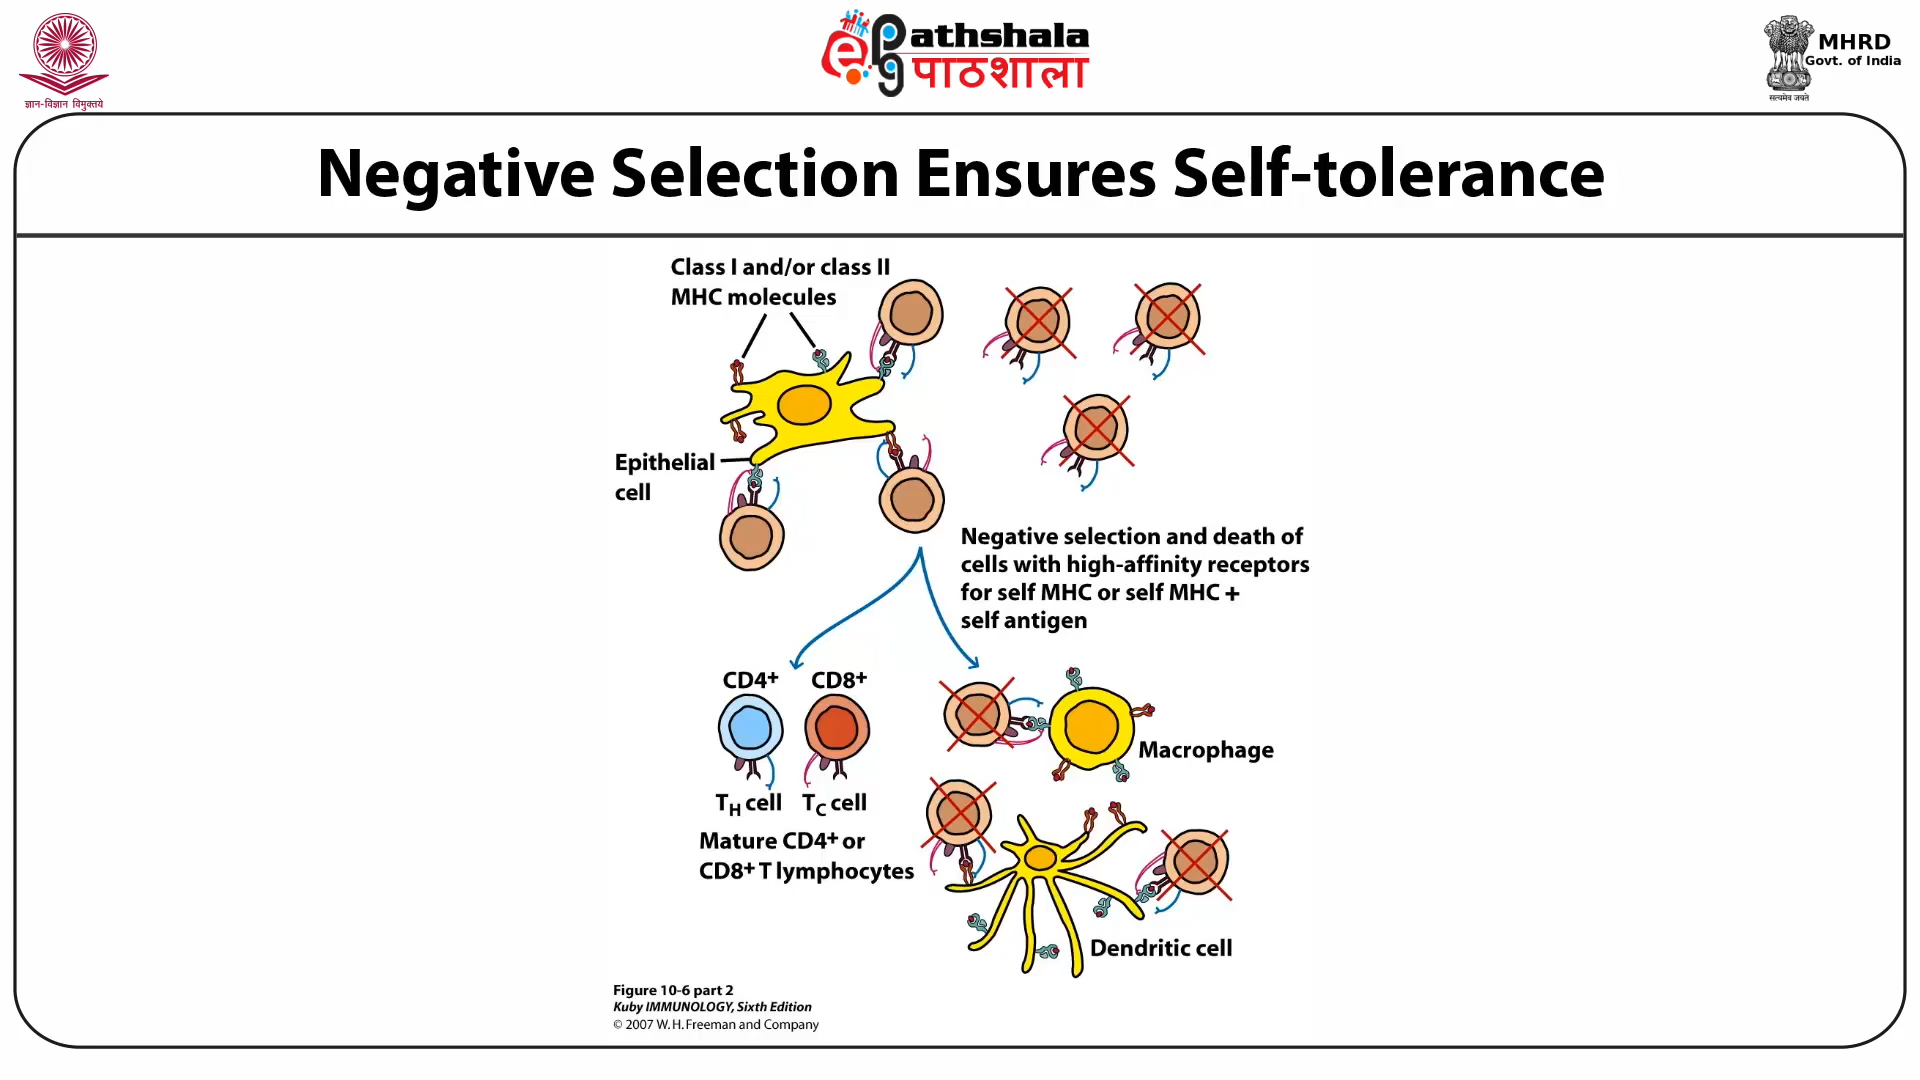 ज्ञान-विज्ञान विमुक्तये
e Pathshala
पाठशाला
MHRD
Govt. of India
सत्यमेव जयते
Negative Selection Ensures Self-tolerance
Class I and/or class II
MHC molecules
Epithelial
cell
Negative selection and death of
cells with high-affinity receptors
for self MHC or self MHC +
self antigen
CD4+ CD8+
TH cell TC cell
Mature CD4+ or
CD8+ T lymphocytes
Macrophage
Dendritic cell
Figure 10-6 part 2
Kuby IMMUNOLOGY, Sixth Edition
© 2007 W. H. Freeman and Company